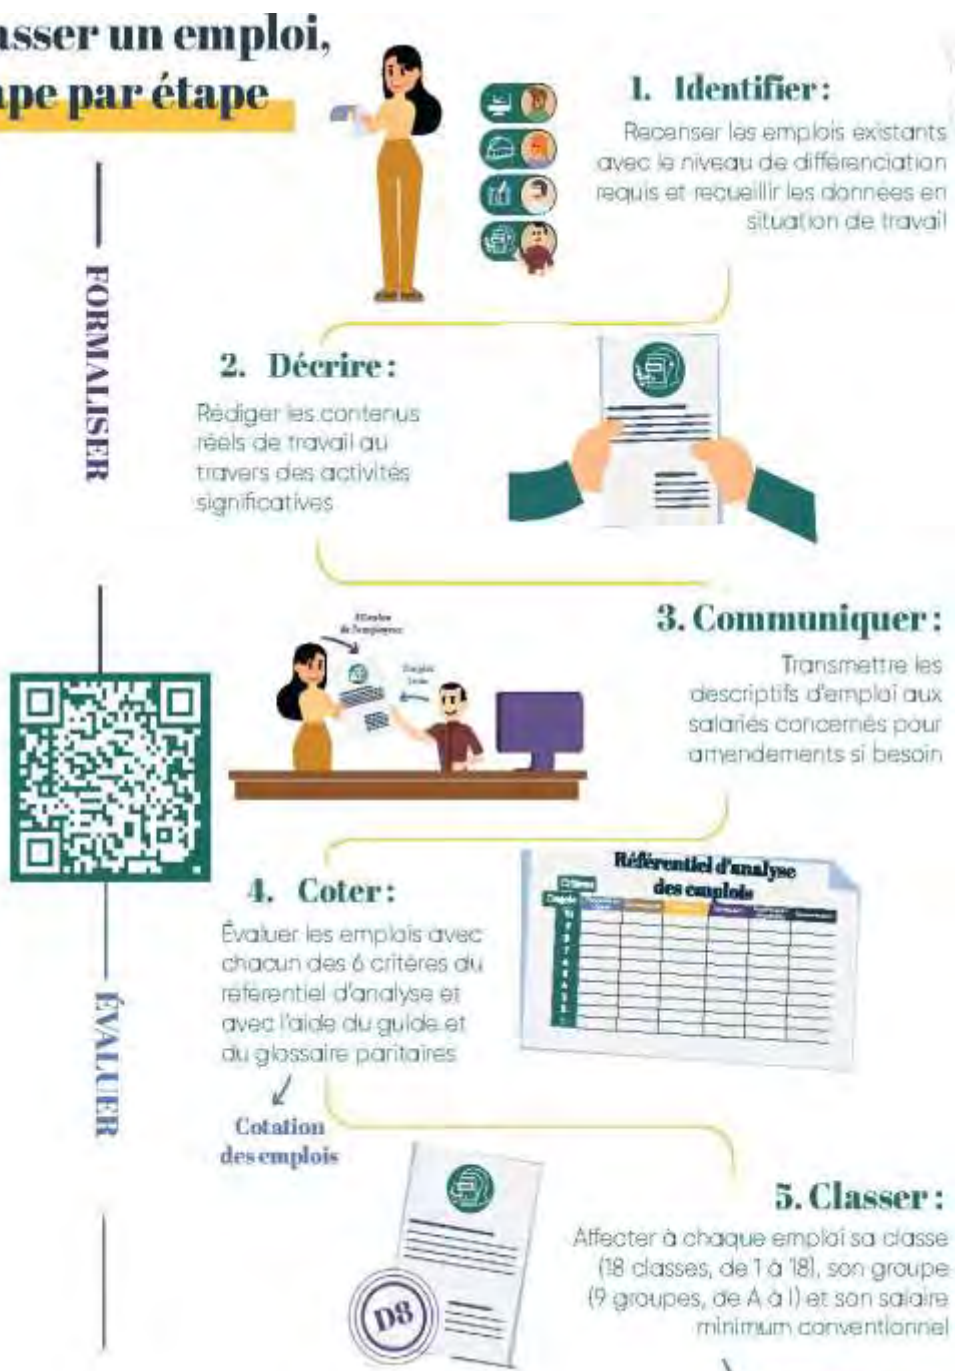 asser un emploi,
ape par étape
1. Identifier :
Recenser les emplois existants
avec le niveau de différenciation
requis et recueillir les données en
situation de travail
FORMALISER
2. Décrire :
Rédiger les contenus
réels de travail au
travers des activités
significatives
3. Communiquer :
Transmettre les
descriptifs d'emploi aux
salariés concernés pour
amendements si besoin
de l'employeur
Référentiel d'analyse
des emplois
4. Coter :
Évaluer les emplois avec
chacun des 6 critères du
référentiel d'analyse et
avec l'aide du guide et
du glossaire paritaires
ÉVALUER
Cotation
des emplois
5. Classer :
Affecter à chaque emploi sa classe
(18 classes, de 1 à 18), son groupe
(9 groupes, de A à I) et son salaire
minimum conventionnel
D8